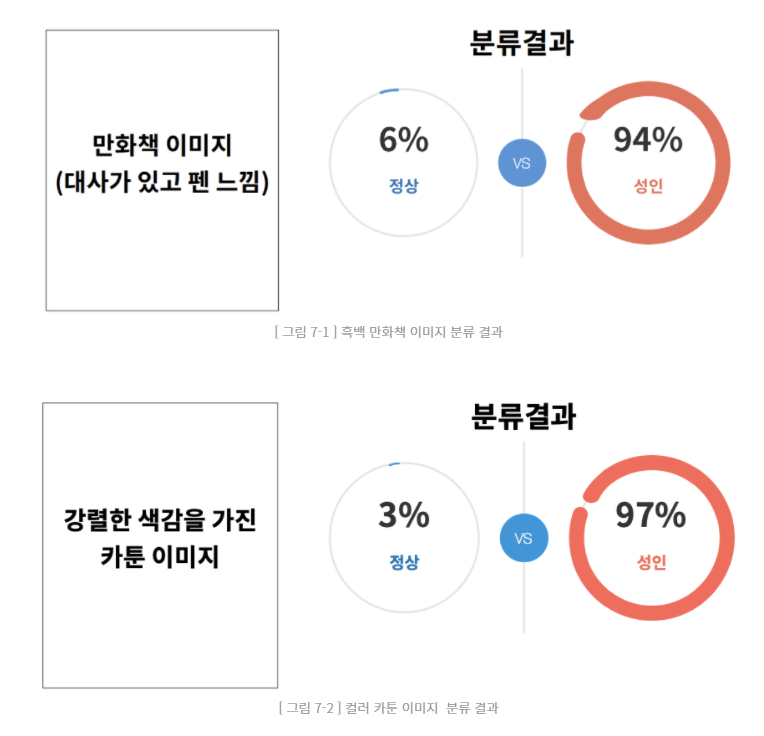 분류결과
만화책 이미지
(대사가 있고 펜 느낌)
6%
정상
VS
94%
성인
[ 그림 7-1 ] 흑백 만화책 이미지 분류 결과
분류결과
강렬한 색감을 가진
카툰 이미지
3%
정상
VS
97%
성인
[ 그림 7-2 ] 컬러 카툰 이미지 분류 결과